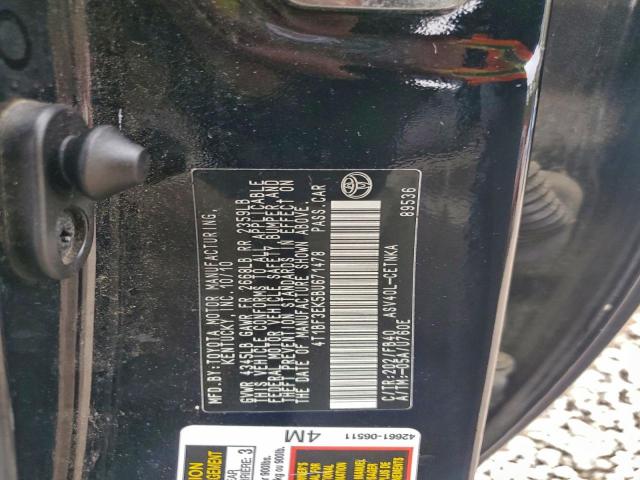 MFD.BY: TOYOTA MOTOR MANUFACTURING,
KENTUCKY, INC. 10/10
GVWR 4345LB GAWR FR 2668LB RR 2359LB
THIS VEHICLE CONFORMS TO ALL APPLICABLE
FEDERAL MOTOR VEHICLE SAFETY, BUMPER, AND
THEFT PREVENTION STANDARDS IN EFFECT ON
THE DATE OF MANUFACTURE SHOWN ABOVE.
4T1BF3EK5BU671478 PASS.CAR
C/TR:202/FB40 ASV40L-CETNKA 89536
A/TM:-05A/U760E
4M 42661-06511